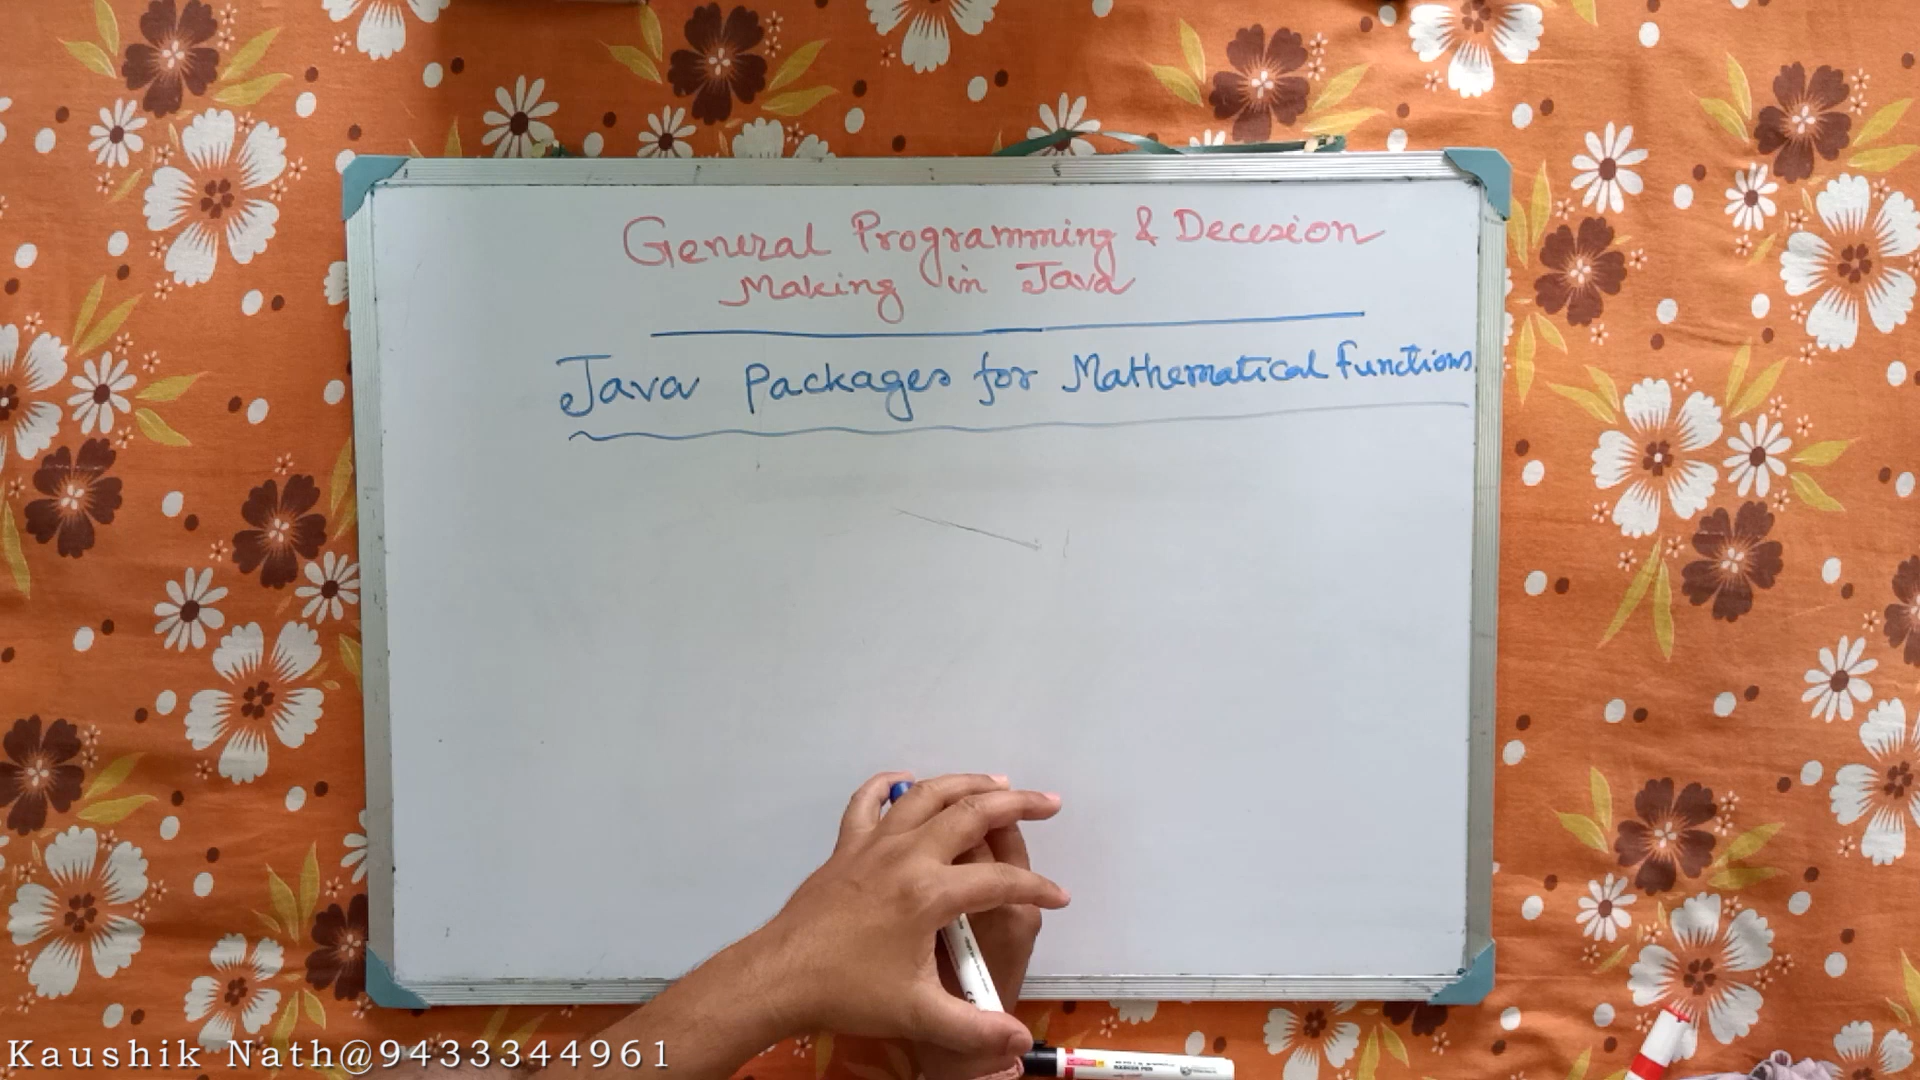 General Programming & Decesion
Making in Java
Java Packages for Mathematical Functions
Kaushik Nath@9433344961